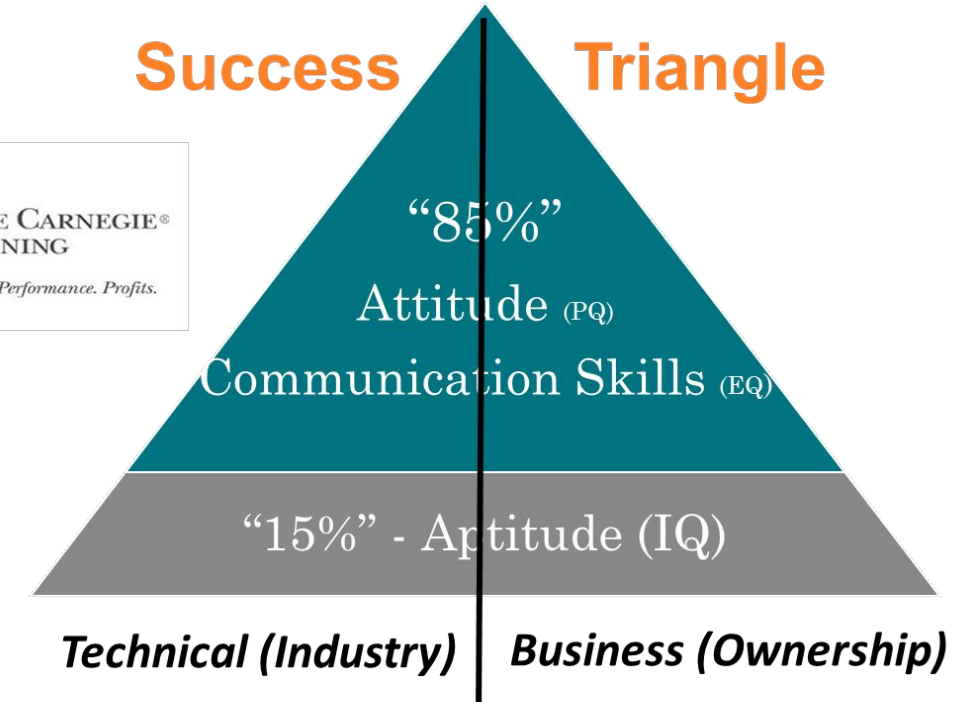 Success Triangle
E CARNEGIE®
NING
Performance. Profits.
“85%”
Attitude (PQ)
Communication Skills (EQ)
“15%” - Aptitude (IQ)
Technical (Industry) Business (Ownership)